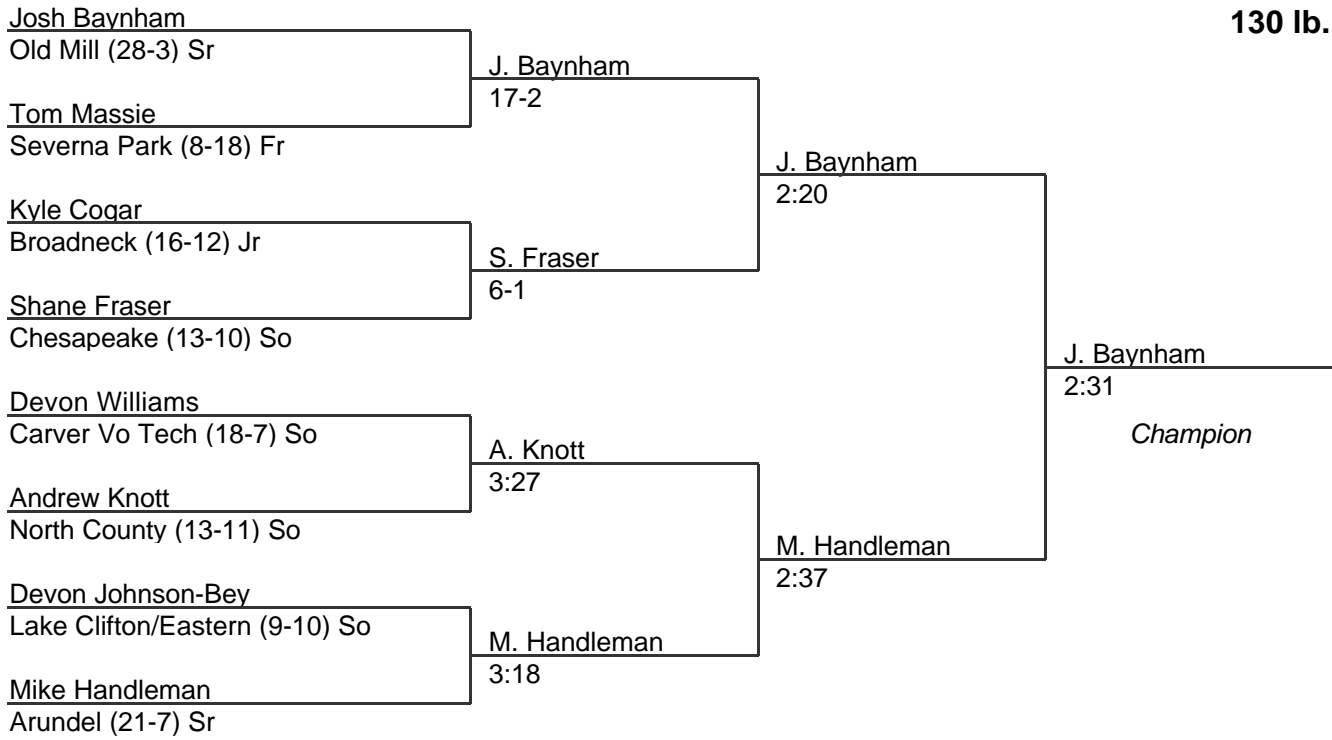 130 lb.
Josh Baynham
Old Mill (28-3) Sr
Tom Massie
Severna Park (8-18) Fr
Kyle Cogar
Broadneck (16-12) Jr
Shane Fraser
Chesapeake (13-10) So
Devon Williams
Carver Vo Tech (18-7) So
Andrew Knott
North County (13-11) So
Devon Johnson-Bey
Lake Clifton/Eastern (9-10) So
Mike Handleman
Arundel (21-7) Sr
J. Baynham
17-2
S. Fraser
6-1
A. Knott
3:27
M. Handleman
3:18
J. Baynham
2:20
M. Handleman
2:37
J. Baynham
2:31
Champion